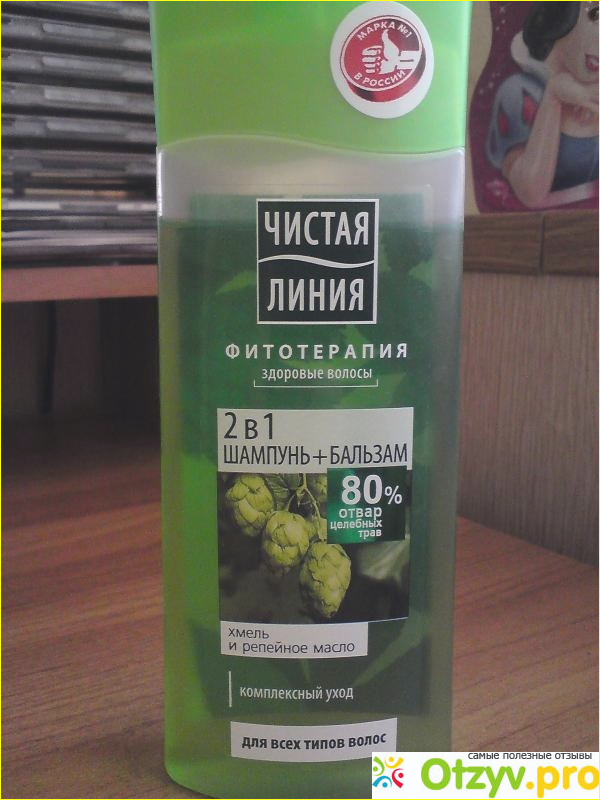 МАРКА №1
В РОССИИ
ЧИСТАЯ
ЛИНИЯ
ФИТОТЕРАПИЯ
здоровые волосы
2 в 1
ШАМПУНЬ+БАЛЬЗАМ
80%
отвар
целебных
трав
хмель
и репейное масло
комплексный уход
для всех типов волос
самые полезные отзывы
Otzyv.pro